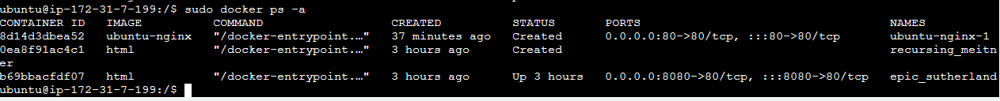 ubuntu@ip-172-31-7-199:/$ sudo docker ps -a
CONTAINER ID   IMAGE          COMMAND                  CREATED          STATUS       PORTS                                   NAMES
8d14d3dbea52   ubuntu-nginx   "/docker-entrypoint.…"   37 minutes ago   Created      0.0.0.0:80->80/tcp, :::80->80/tcp       ubuntu-nginx-1
0ea8f91ac4c1   html           "/docker-entrypoint.…"   3 hours ago      Created                                              recursing_meitn
er
b69bbacfdf07   html           "/docker-entrypoint.…"   3 hours ago      Up 3 hours   0.0.0.0:8080->80/tcp, :::8080->80/tcp   epic_sutherland
ubuntu@ip-172-31-7-199:/$